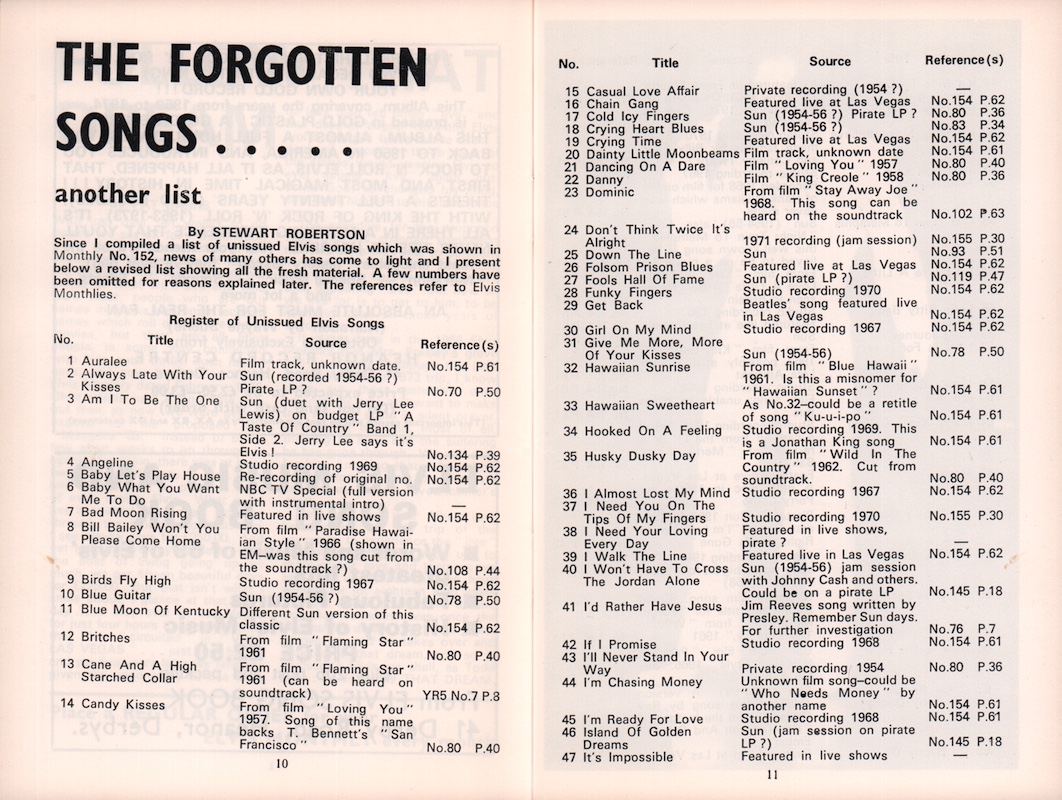 THE FORGOTTEN
SONGS . . . . .
another list
By STEWART ROBERTSON
Since I compiled a list of unissued Elvis songs which was shown in
Monthly No. 152, news of many others has come to light and I present
below a revised list showing all the fresh material. A few numbers have
been omitted for reasons explained later. The references refer to Elvis
Monthlies.
Register of Unissued Elvis Songs
No. Title Source Reference(s)
1 Auralee Film track, unknown date. No.154 P.61
2 Always Late With Your Sun (recorded 1954-56 ?)
Kisses Pirate LP ? No.70 P.50
3 Am I To Be The One Sun (duet with Jerry Lee
Lewis) on budget LP "A
Taste Of Country" Band 1,
Side 2. Jerry Lee says it's
Elvis ! No.134 P.39
4 Angeline Studio recording 1969 No.154 P.62
5 Baby Let's Play House Re-recording of original no. No.154 P.62
6 Baby What You Want NBC TV Special (full version
Me To Do with instrumental intro) —
7 Bad Moon Rising Featured in live shows No.154 P.62
8 Bill Bailey Won't You From film "Paradise Hawai-
Please Come Home ian Style" 1966 (shown in
EM—was this song cut from
the soundtrack ?) No.108 P.44
9 Birds Fly High Studio recording 1967 No.154 P.62
10 Blue Guitar Sun (1954-56 ?) No.78 P.50
11 Blue Moon Of Kentucky Different Sun version of this
classic No.154 P.62
12 Britches From film "Flaming Star"
1961 No.80 P.40
13 Cane And A High From film "Flaming Star"
Starched Collar 1961 (can be heard on
soundtrack) YR5 No.7 P.8
14 Candy Kisses From film "Loving You"
1957. Song of this name
backs T. Bennett's "San
Francisco" No.80 P.40
10
No. Title Source Reference(s)
15 Casual Love Affair Private recording (1954 ?) —
16 Chain Gang Featured live at Las Vegas No.154 P.62
17 Cold Icy Fingers Sun (1954-56 ?) Pirate LP ? No.80 P.36
18 Crying Heart Blues Sun (1954-56 ?) No.83 P.34
19 Crying Time Featured live at Las Vegas No.154 P.62
20 Dainty Little Moonbeams Film track, unknown date No.154 P.61
21 Dancing On A Dare Film "Loving You" 1957 No.80 P.40
22 Danny Film "King Creole" 1958 No.80 P.36
23 Dominic From film "Stay Away Joe"
1968. This song can be
heard on the soundtrack No.102 P.63
24 Don't Think Twice It's
Alright 1971 recording (jam session) No.155 P.30
25 Down The Line Sun No.93 P.51
26 Folsom Prison Blues Featured live at Las Vegas No.154 P.62
27 Fools Hall Of Fame Sun (pirate LP ?) No.119 P.47
28 Funky Fingers Studio recording 1970 No.154 P.62
29 Get Back Beatles' song featured live
in Las Vegas No.154 P.62
30 Girl On My Mind Studio recording 1967 No.154 P.62
31 Give Me More, More
Of Your Kisses Sun (1954-56) No.78 P.50
32 Hawaiian Sunrise From film "Blue Hawaii"
1961. Is this a misnomer for
"Hawaiian Sunset" ? No.154 P.61
33 Hawaiian Sweetheart As No.32—could be a retitle
of song "Ku-u-i-po" No.154 P.61
34 Hooked On A Feeling Studio recording 1969. This
is a Jonathan King song No.154 P.61
35 Husky Dusky Day From film "Wild In The
Country" 1962. Cut from
soundtrack. No.80 P.40
36 I Almost Lost My Mind Studio recording 1967 No.154 P.62
37 I Need You On The
Tips Of My Fingers Studio recording 1970 No.155 P.30
38 I Need Your Loving Featured in live shows,
Every Day pirate ? —
39 I Walk The Line Featured live in Las Vegas No.154 P.62
40 I Won't Have To Cross Sun (1954-56) jam session
The Jordan Alone with Johnny Cash and others.
Could be on a pirate LP No.145 P.18
41 I'd Rather Have Jesus Jim Reeves song written by
Presley. Remember Sun days.
For further investigation No.76 P.7
42 If I Promise Studio recording 1968 No.154 P.61
43 I'll Never Stand In Your
Way Private recording 1954 No.80 P.36
44 I'm Chasing Money Unknown film song—could be
"Who Needs Money" by
another name No.154 P.61
45 I'm Ready For Love Studio recording 1968 No.154 P.61
46 Island Of Golden Sun (jam session on pirate
Dreams LP ?) No.145 P.18
47 It's Impossible Featured in live shows —
11